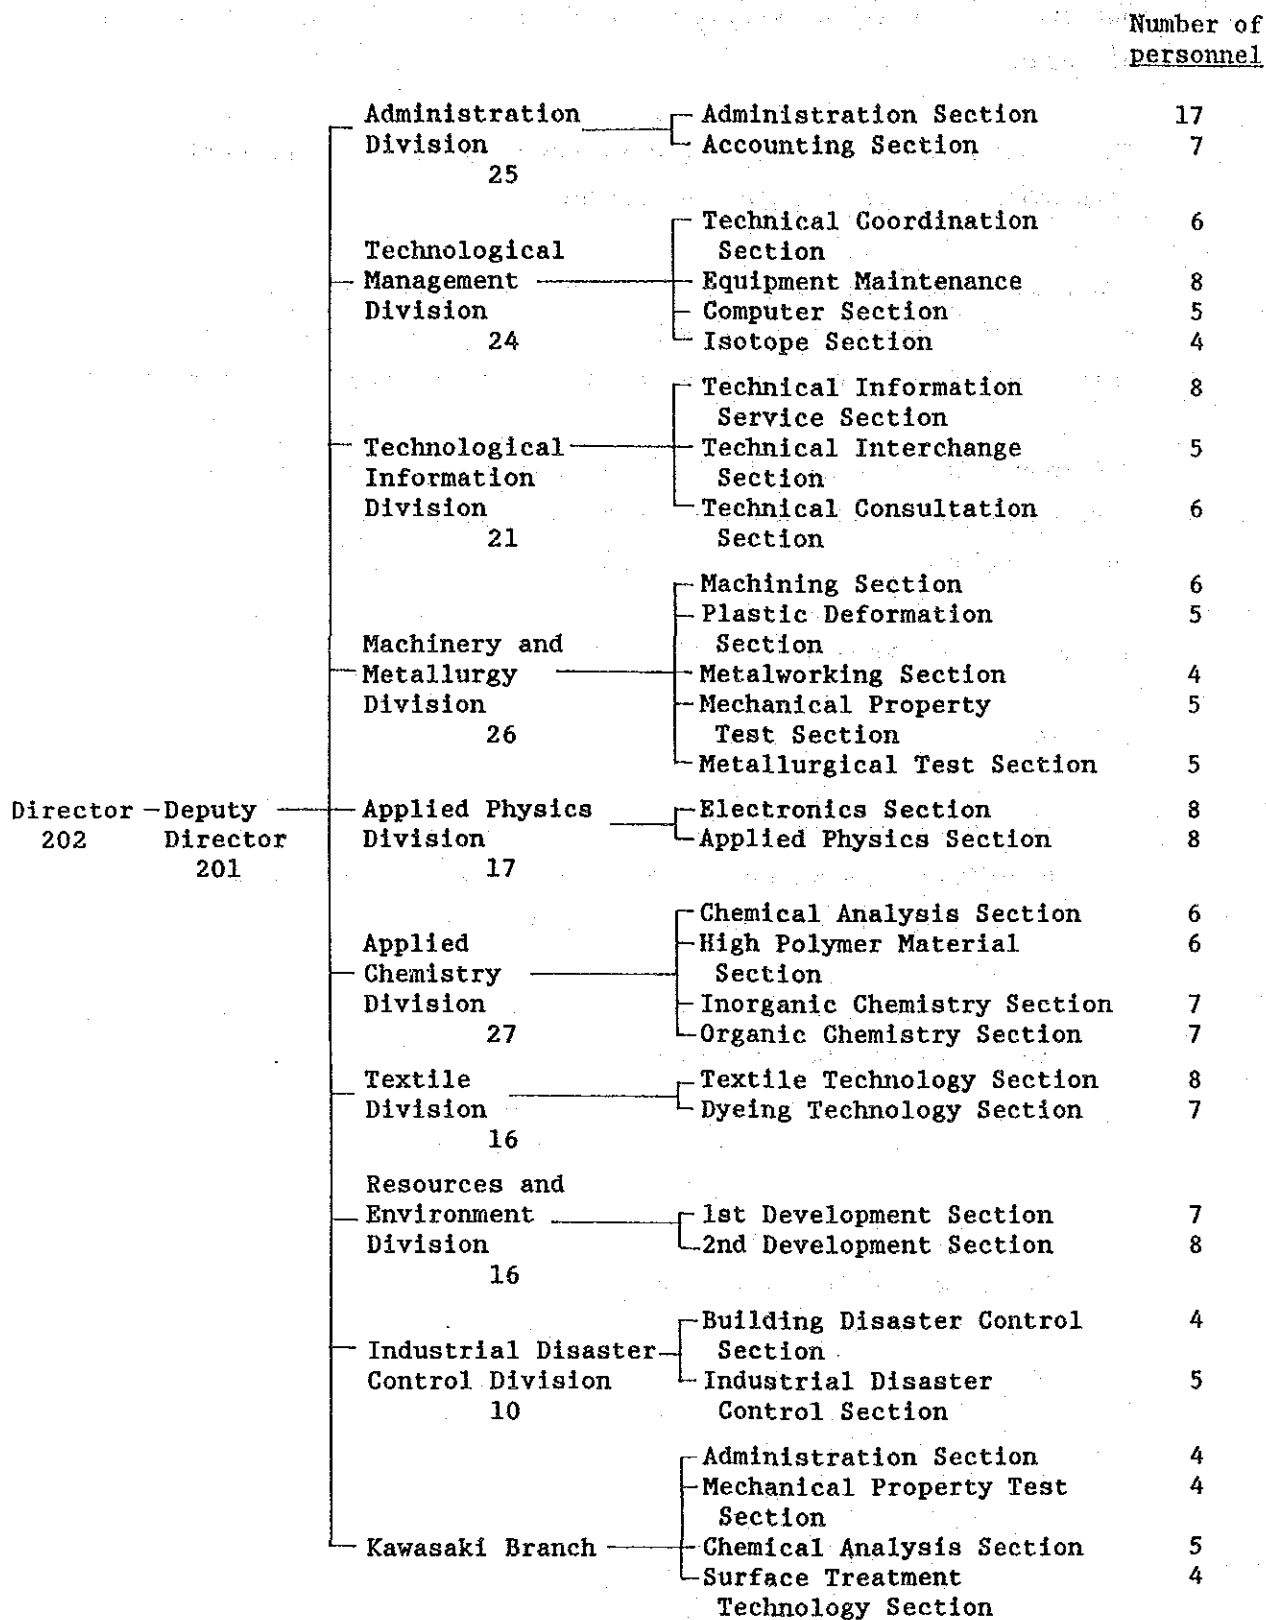 Number of
personnel
Administration
Division
25
Administration Section 17
Accounting Section 7
Technological
Management
Division
24
Technical Coordination 6
Section
Equipment Maintenance 8
Computer Section 5
Isotope Section 4
Technological
Information
Division
21
Technical Information 8
Service Section
Technical Interchange 5
Section
Technical Consultation 6
Section
Machinery and
Metallurgy
Division
26
Machining Section 6
Plastic Deformation 5
Section
Metalworking Section 4
Mechanical Property 5
Test Section
Metallurgical Test Section 5
Director
202
Deputy
Director
201
Applied Physics
Division
17
Electronics Section 8
Applied Physics Section 8
Applied
Chemistry
Division
27
Chemical Analysis Section 6
High Polymer Material 6
Section
Inorganic Chemistry Section 7
Organic Chemistry Section 7
Textile
Division
16
Textile Technology Section 8
Dyeing Technology Section 7
Resources and
Environment
Division
16
1st Development Section 7
2nd Development Section 8
Industrial Disaster
Control Division
10
Building Disaster Control 4
Section
Industrial Disaster 5
Control Section
Kawasaki Branch
Administration Section 4
Mechanical Property Test 4
Section
Chemical Analysis Section 5
Surface Treatment 4
Technology Section